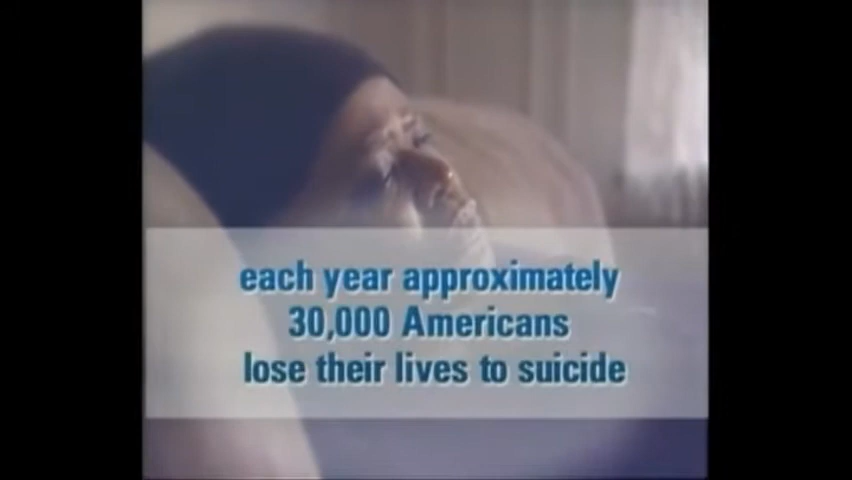 each year approximately
30,000 Americans
lose their lives to suicide